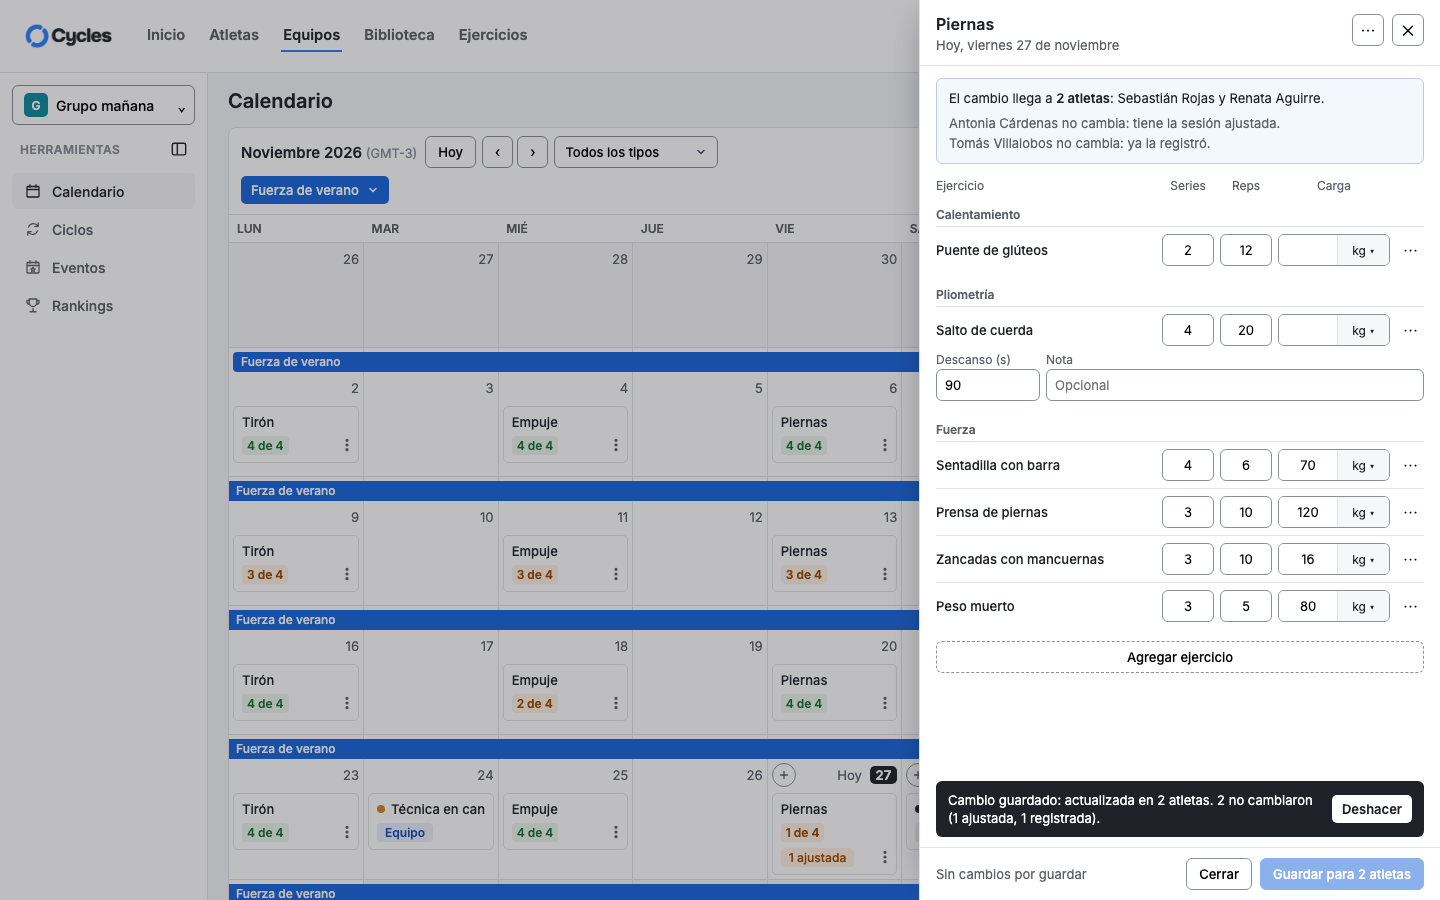 Cycles
Inicio
Atletas
Equipos
Biblioteca
Ejercicios
G
Grupo mañana
HERRAMIENTAS
Calendario
Ciclos
Eventos
Rankings
Calendario
Noviembre 2026 (GMT-3)
Hoy
Todos los tipos
Fuerza de verano
LUN MAR MIÉ JUE VIE
26 27 28 29 30
Fuerza de verano
2 3 4 5 6
Tirón Empuje Piernas
4 de 4 4 de 4 4 de 4
Fuerza de verano
9 10 11 12 13
Tirón Empuje Piernas
3 de 4 3 de 4 3 de 4
Fuerza de verano
16 17 18 19 20
Tirón Empuje Piernas
4 de 4 2 de 4 4 de 4
Fuerza de verano
23 24 25 26 Hoy 27
Tirón Técnica en can Empuje Piernas
4 de 4 Equipo 4 de 4 1 de 4
1 ajustada
Fuerza de verano
Piernas
Hoy, viernes 27 de noviembre
El cambio llega a 2 atletas: Sebastián Rojas y Renata Aguirre.
Antonia Cárdenas no cambia: tiene la sesión ajustada.
Tomás Villalobos no cambia: ya la registró.
Ejercicio Series Reps Carga
Calentamiento
Puente de glúteos 2 12 kg
Pliometría
Salto de cuerda 4 20 kg
Descanso (s) Nota
90 Opcional
Fuerza
Sentadilla con barra 4 6 70 kg
Prensa de piernas 3 10 120 kg
Zancadas con mancuernas 3 10 16 kg
Peso muerto 3 5 80 kg
Agregar ejercicio
Cambio guardado: actualizada en 2 atletas. 2 no cambiaron
(1 ajustada, 1 registrada).
Deshacer
Sin cambios por guardar
Cerrar
Guardar para 2 atletas